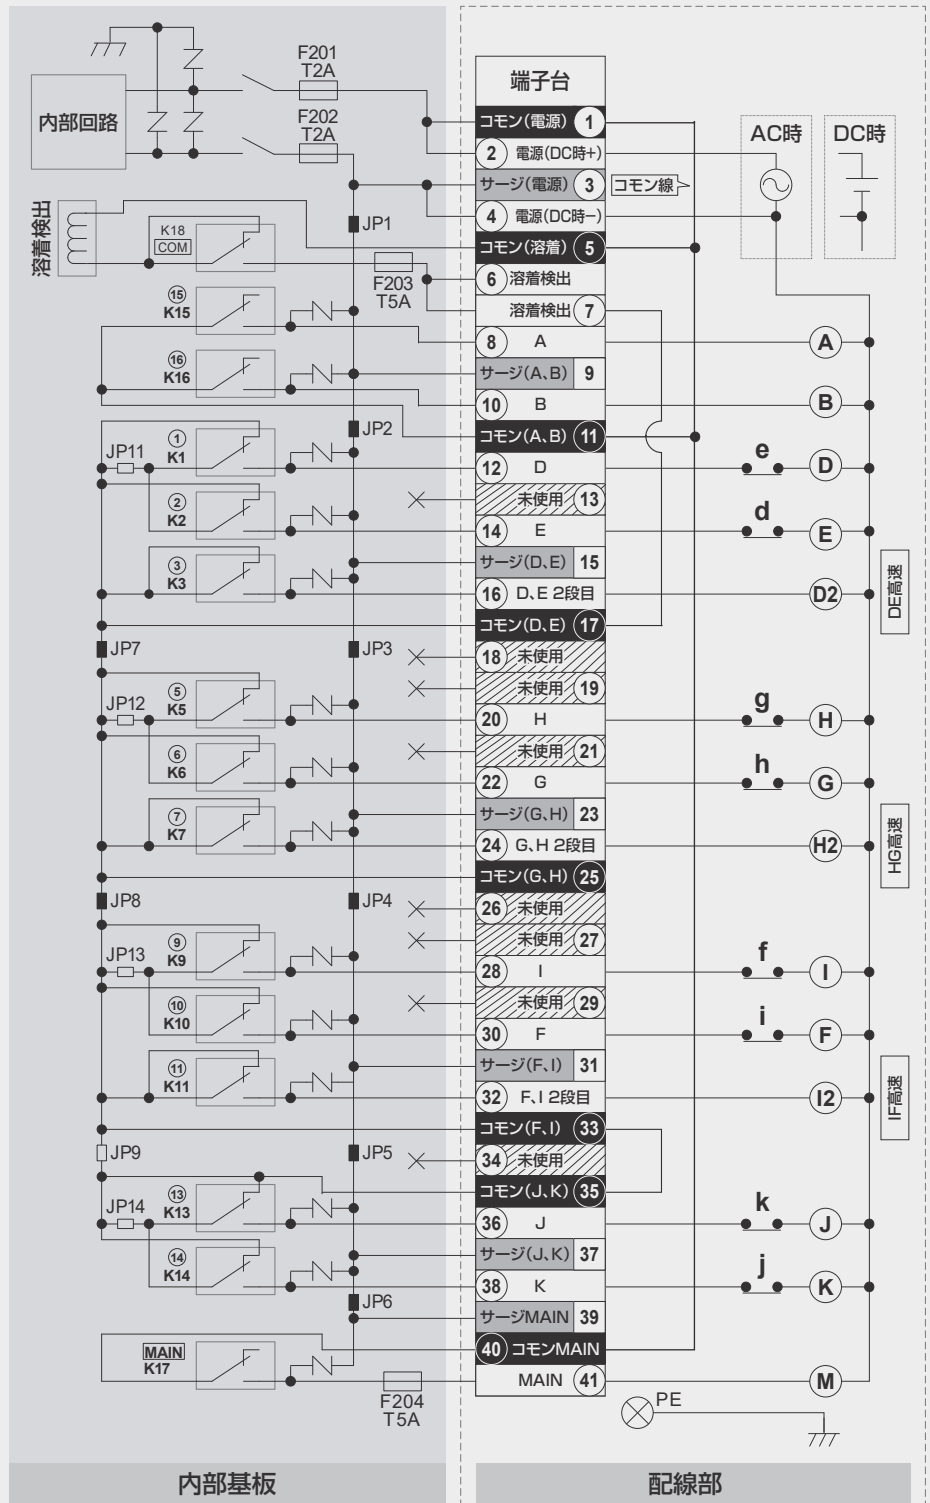 F201
T2A
F202
T2A
内部回路
溶着検出
K18
COM
JP1
F203
T5A
⑮
K15
⑯
K16
JP2
JP11
①
K1
②
K2
③
K3
JP7
JP3
JP12
⑤
K5
⑥
K6
⑦
K7
JP8
JP4
JP13
⑨
K9
⑩
K10
⑪
K11
JP9
JP5
JP14
⑬
K13
⑭
K14
JP6
MAIN
K17
F204
T5A
内部基板
端子台
コモン(電源) 1
2 電源(DC時+)
サージ(電源) 3
4 電源(DC時−)
コモン(溶着) 5
6 溶着検出
溶着検出 7
8 A
サージ(A、B) 9
10 B
コモン(A、B) 11
12 D
未使用 13
14 E
サージ(D、E) 15
16 D、E 2段目
コモン(D、E) 17
18 未使用
未使用 19
20 H
未使用 21
22 G
サージ(G、H) 23
24 G、H 2段目
コモン(G、H) 25
26 未使用
未使用 27
28 I
未使用 29
30 F
サージ(F、I) 31
32 F、I 2段目
コモン(F、I) 33
34 未使用
コモン(J、K) 35
36 J
サージ(J、K) 37
38 K
サージMAIN 39
40 コモンMAIN
MAIN 41
コモン線
AC時
DC時
A
B
e
D
d
E
D2
DE高速
g
H
h
G
H2
HG高速
f
I
i
F
I2
IF高速
k
J
j
K
M
PE
配線部